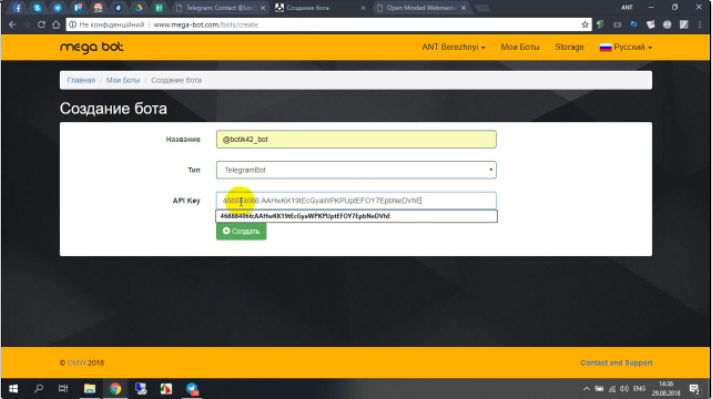 Telegram: Contact @Bot
Создание бота
Open Minded Webmast
ANT
Не конфіденційний
www.mega-bot.com/bots/create
mega bot
ANT Berezhnyi
Мои Боты
Storage
Русский
Главная / Мои Боты / Создание бота
Создание бота
Название
@botik42_bot
Тип
TelegramBot
API Key
468884066:AAHwKK19tEcGyaWPKPUptEFOY7EpbNeDVhE
468884066:AAHwKK19tEcGyaWPKPUptEFOY7EpbNeDVhE
Создать
© OMW 2018
Contact and Support
ENG
14:36
29.08.2018